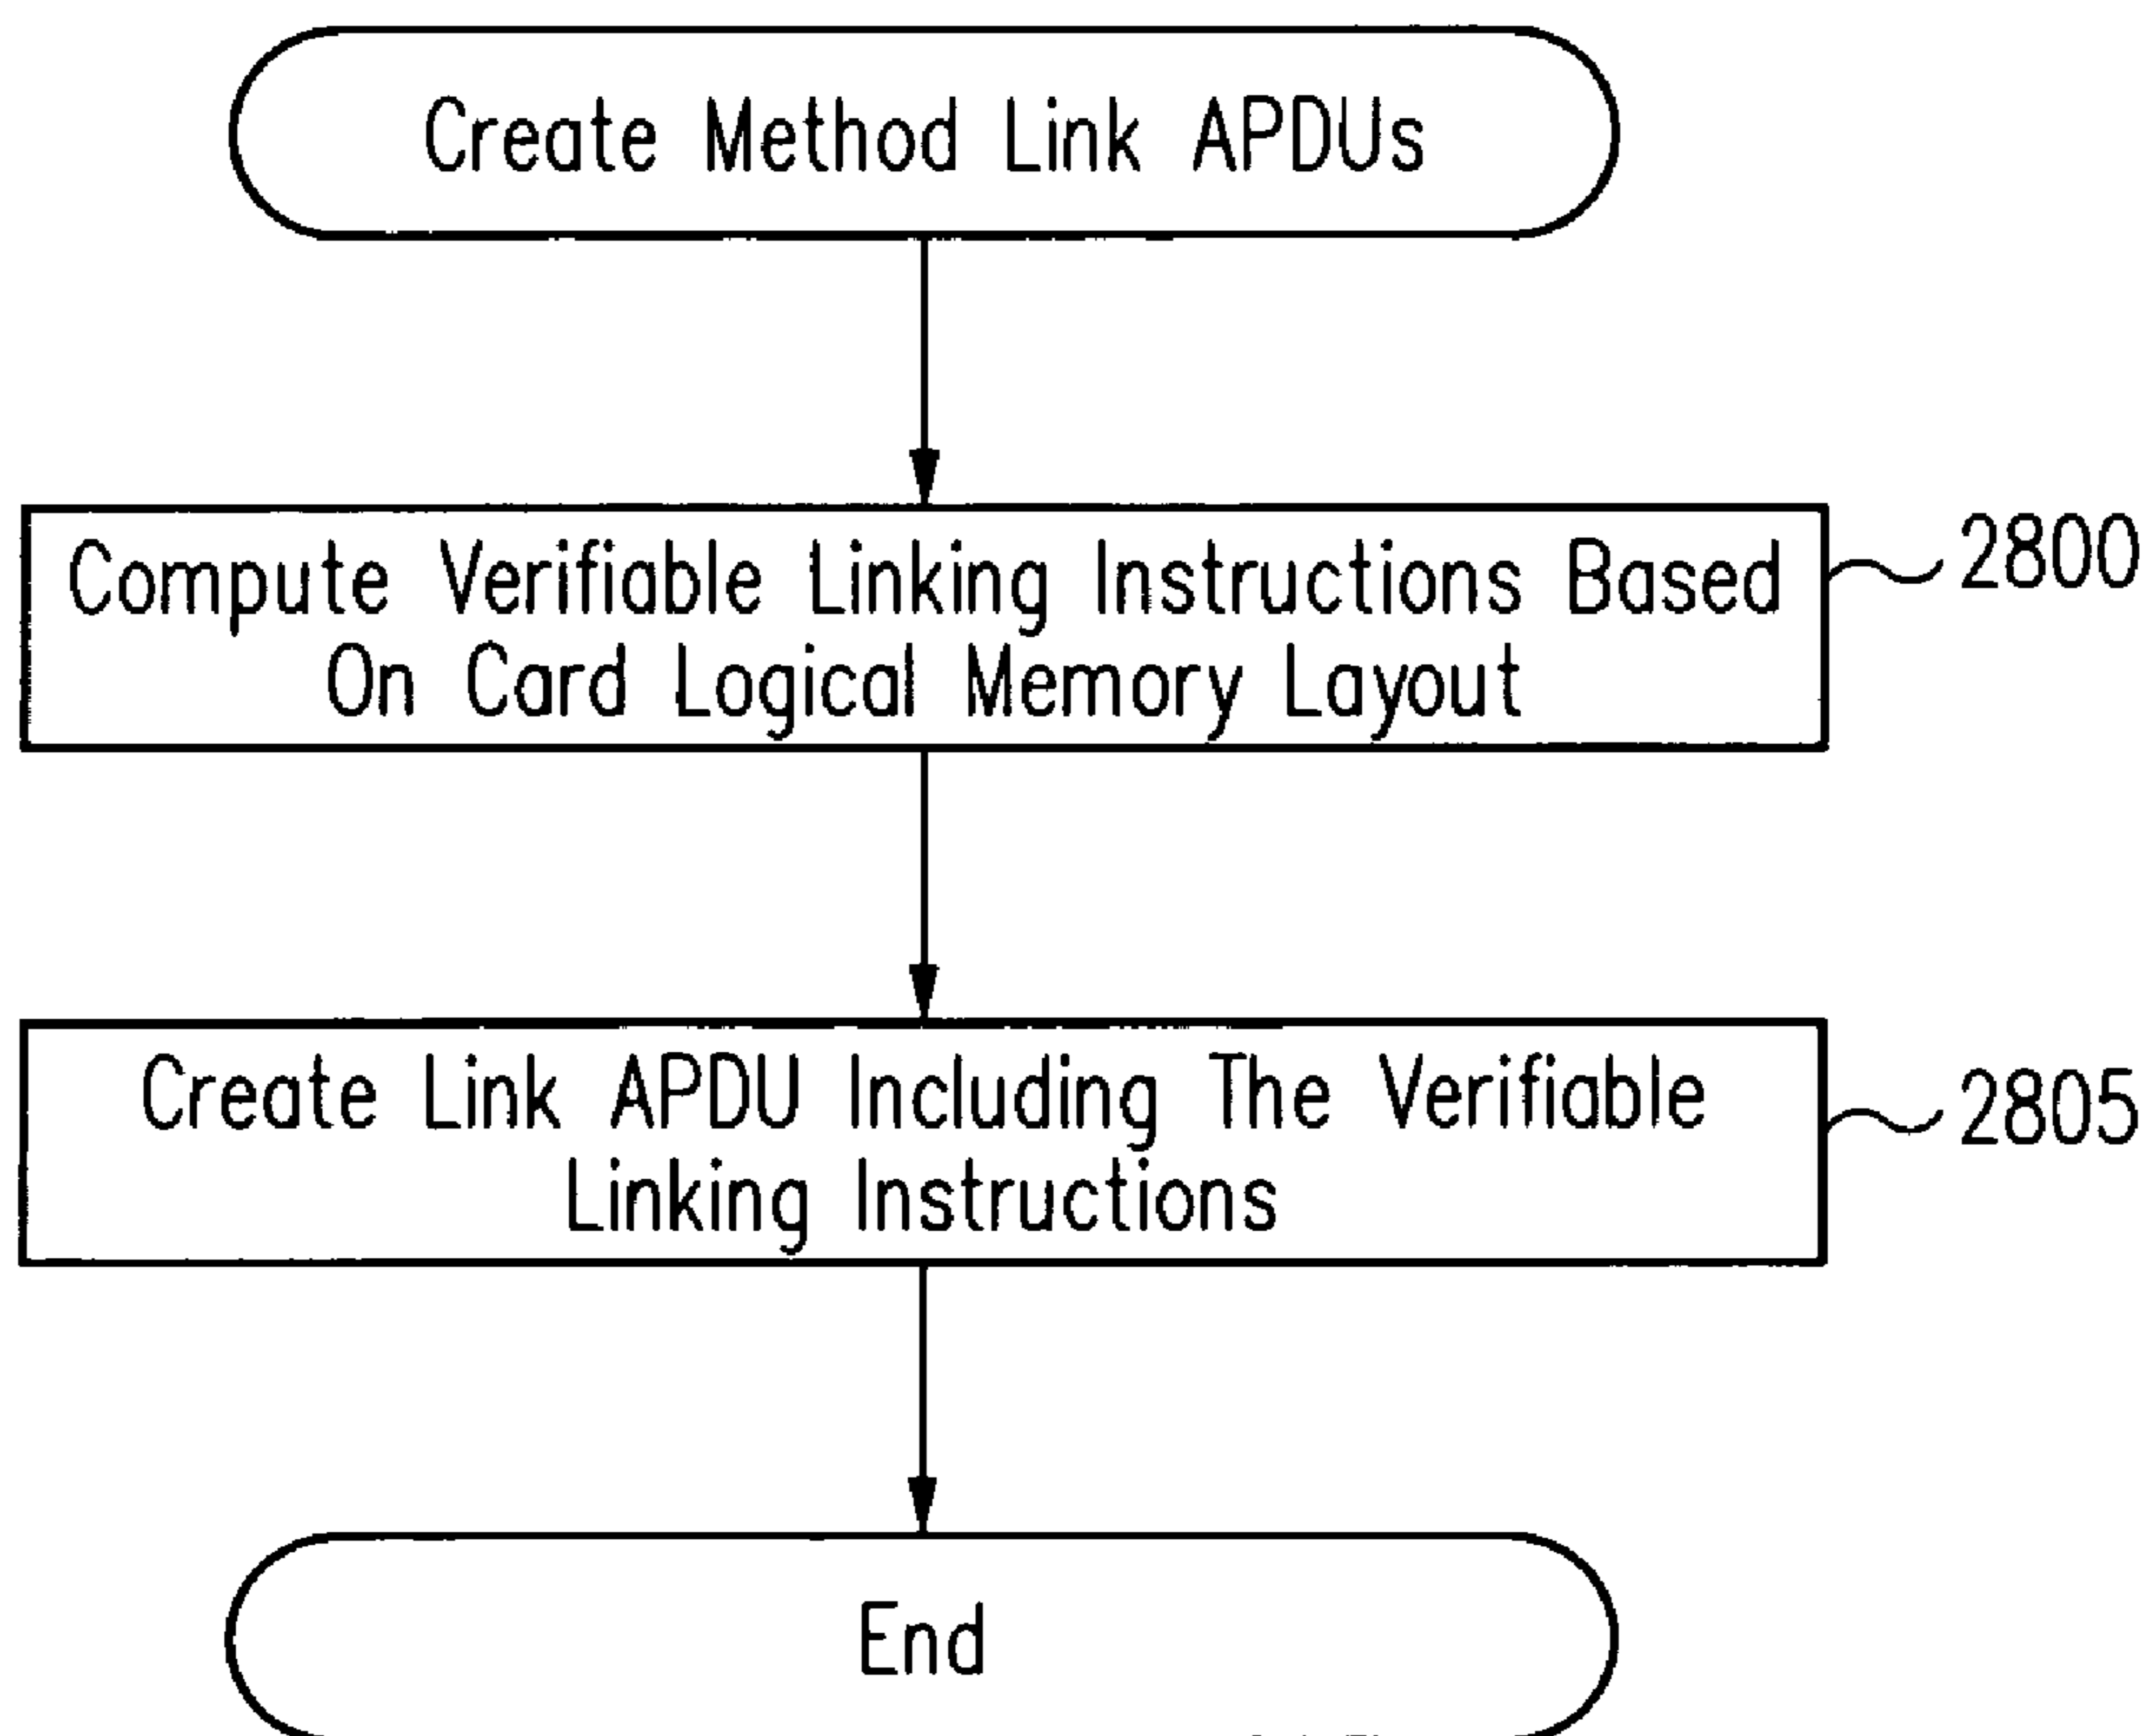 Create Method Link APDUs
Compute Verifiable Linking Instructions Based
On Card Logical Memory Layout
2800
Create Link APDU Including The Verifiable
Linking Instructions
2805
End